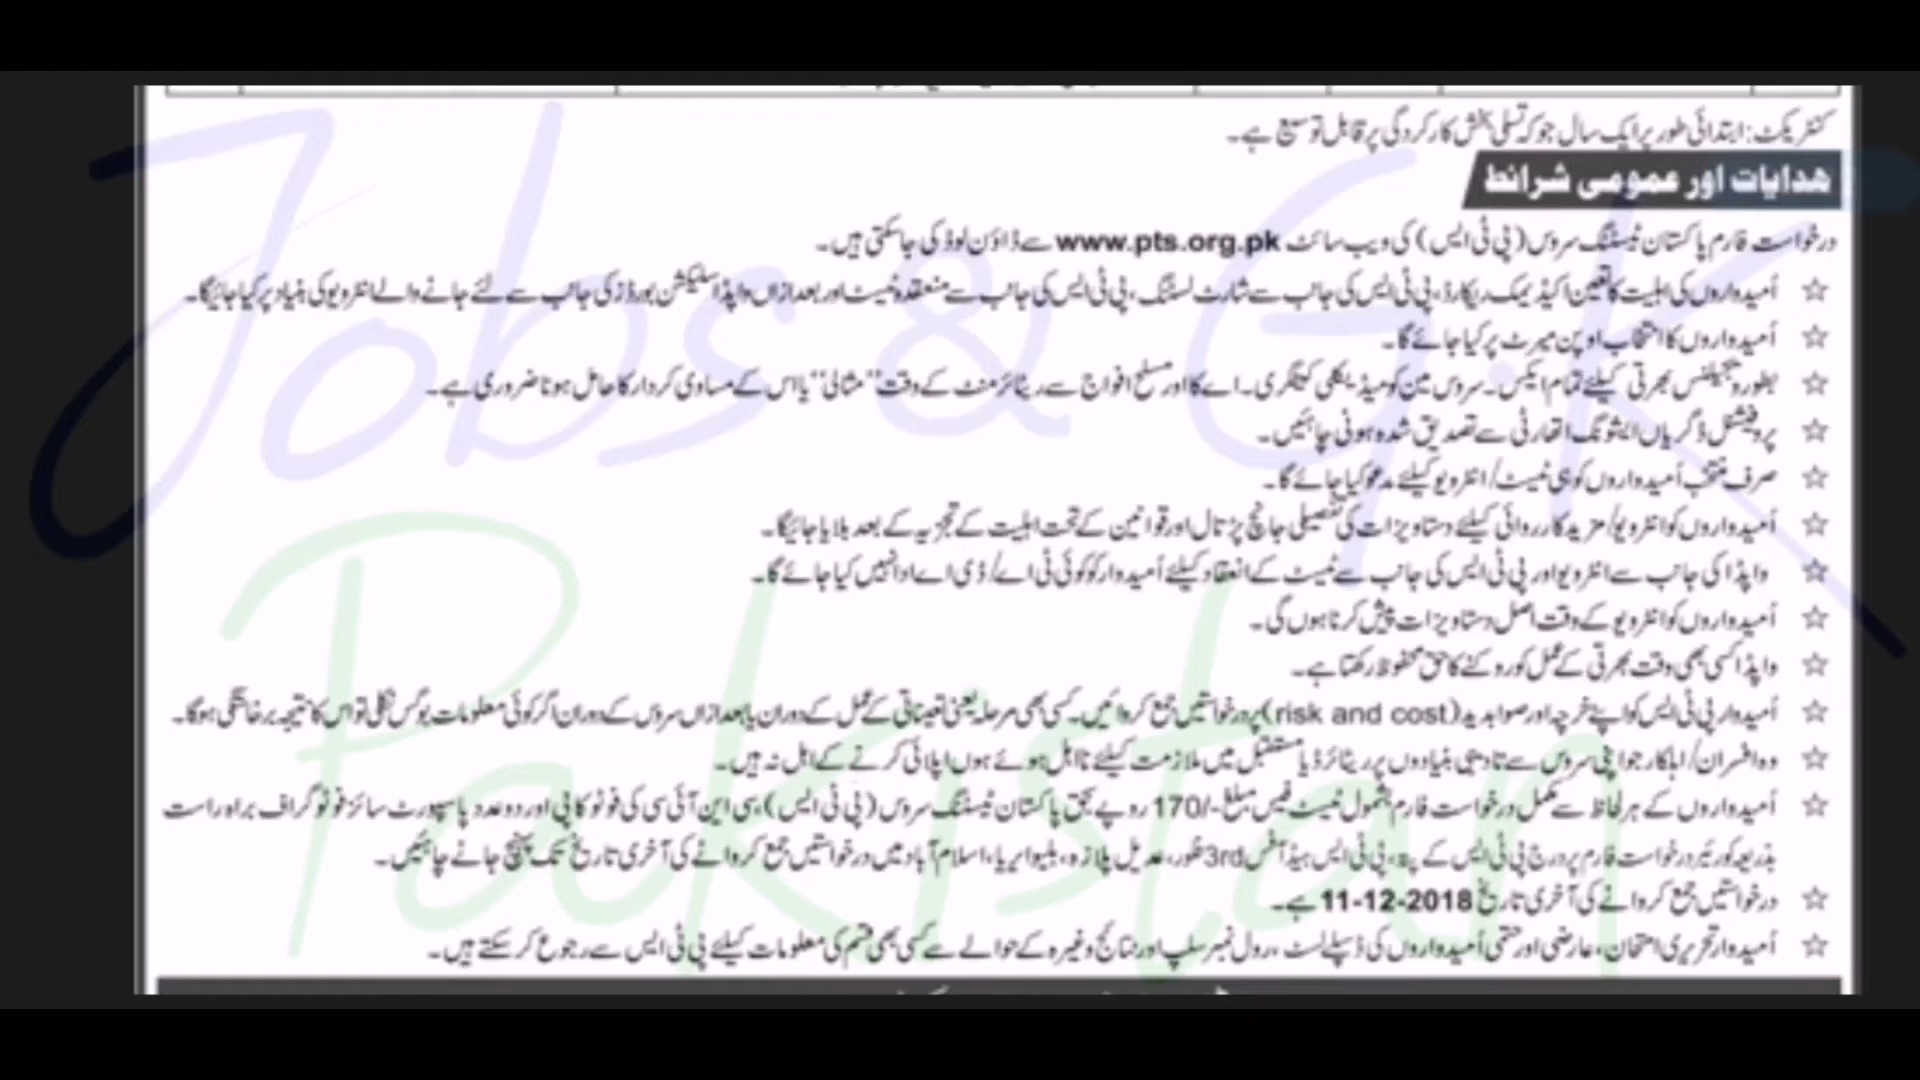 کنٹریکٹ: ابتدائی طور پر ایک سال جو کہ تسلی بخش کارکردگی پر قابل توسیع ہے۔
ھدایات اور عمومی شرائط
درخواست فارم پاکستان ٹیسٹنگ سروس (پی ٹی ایس) کی ویب سائٹ www.pts.org.pk سے ڈاؤن لوڈ کی جاسکتی ہیں۔
☆ اُمیدواروں کی اہلیت کا تعین اکیڈیمک ریکارڈ، پی ٹی ایس کی جانب سے شارٹ لسٹنگ، پی ٹی ایس کی جانب سے منعقدہ ٹیسٹ اور بعد ازاں واپڈا سلیکشن بورڈز کی جانب سے لئے جانے والے انٹرویو کی بنیاد پر کیا جائیگا۔
☆ اُمیدواروں کا انتخاب اوپن میرٹ پر کیا جائے گا۔
☆ بطور ویجیلنس بھرتی کیلئے تمام ایکس۔ سروس مین کو میڈیکلی کیٹگری۔ اے کا اور مسلح افواج سے ریٹائرمنٹ کے وقت ''مثالی'' یا اس کے مساوی کردار کا حامل ہونا ضروری ہے۔
☆ پروفیشنل ڈگریاں ایشونگ اتھارٹی سے تصدیق شدہ ہونی چاہئیں۔
☆ صرف منتخب اُمیدواروں کو ہی ٹیسٹ/انٹرویو کیلئے مدعو کیا جائے گا۔
☆ اُمیدواروں کو انٹرویو/مزید کارروائی کیلئے دستاویزات کی تفصیلی جانچ پڑتال اور قوانین کے تحت اہلیت کے تجزیہ کے بعد بلایا جائیگا۔
☆ واپڈا کی جانب سے انٹرویو اور پی ٹی ایس کی جانب سے ٹیسٹ کے انعقاد کیلئے اُمیدوار کو کوئی ٹی اے/ڈی اے ادا نہیں کیا جائے گا۔
☆ اُمیدواروں کو انٹرویو کے وقت اصل دستاویزات پیش کرنا ہوں گی۔
☆ واپڈا کسی بھی وقت بھرتی کے عمل کو روکنے کا حق محفوظ رکھتا ہے۔
☆ اُمیدوار پی ٹی ایس کو اپنے خرچہ اور صوابدید (risk and cost) پر درخواستیں جمع کروائیں۔ کسی بھی مرحلہ یعنی تعیناتی کے عمل کے دوران یا بعد ازاں سروس کے دوران اگر کوئی معلومات بوگس نکلی تو اس کا نتیجہ برخاستگی ہوگا۔
☆ وہ افسران/اہلکار جو اپنی سروس سے تادیبی بنیادوں پر ریٹائرڈ یا مستقبل میں ملازمت کیلئے نااہل ہوئے ہوں اپلائی کرنے کے اہل نہ ہیں۔
☆ اُمیدواروں کے ہر لحاظ سے مکمل درخواست فارم بشمول ٹیسٹ فیس مبلغ -/170 روپے بحق پاکستان ٹیسٹنگ سروس (پی ٹی ایس)، سی این آئی سی کی فوٹو کاپی اور دو عدد پاسپورٹ سائز فوٹو گراف براہ راست
بذریعہ کوریئر درخواست فارم پر درج پی ٹی ایس کے پتہ، پی ٹی ایس ہیڈ آفس 3rd فلور، عدیل پلازہ، بلیو ایریا، اسلام آباد میں درخواستیں جمع کروانے کی آخری تاریخ تک پہنچ جانے چاہئیں۔
☆ درخواستیں جمع کروانے کی آخری تاریخ 11-12-2018 ہے۔
☆ اُمیدوار تحریری امتحان، عارضی اور حتمی اُمیدواروں کی ڈسپلے لسٹ، رول نمبر سلپ اور نتائج وغیرہ کے حوالے سے کسی بھی قسم کی معلومات کیلئے پی ٹی ایس سے رجوع کر سکتے ہیں۔
Jobs & G.K
Pakistan